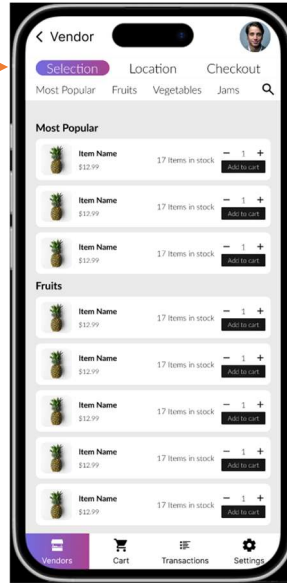 Vendor
Selection Location Checkout
Most Popular Fruits Vegetables Jams
Most Popular
Item Name
$12.99
17 Items in stock
1
Add to cart
Item Name
$12.99
17 Items in stock
1
Add to cart
Item Name
$12.99
17 Items in stock
1
Add to cart
Fruits
Item Name
$12.99
17 Items in stock
1
Add to cart
Item Name
$12.99
17 Items in stock
1
Add to cart
Item Name
$12.99
17 Items in stock
1
Add to cart
Item Name
$12.99
17 Items in stock
1
Add to cart
Item Name
$12.99
17 Items in stock
1
Add to cart
Vendors Cart Transactions Settings